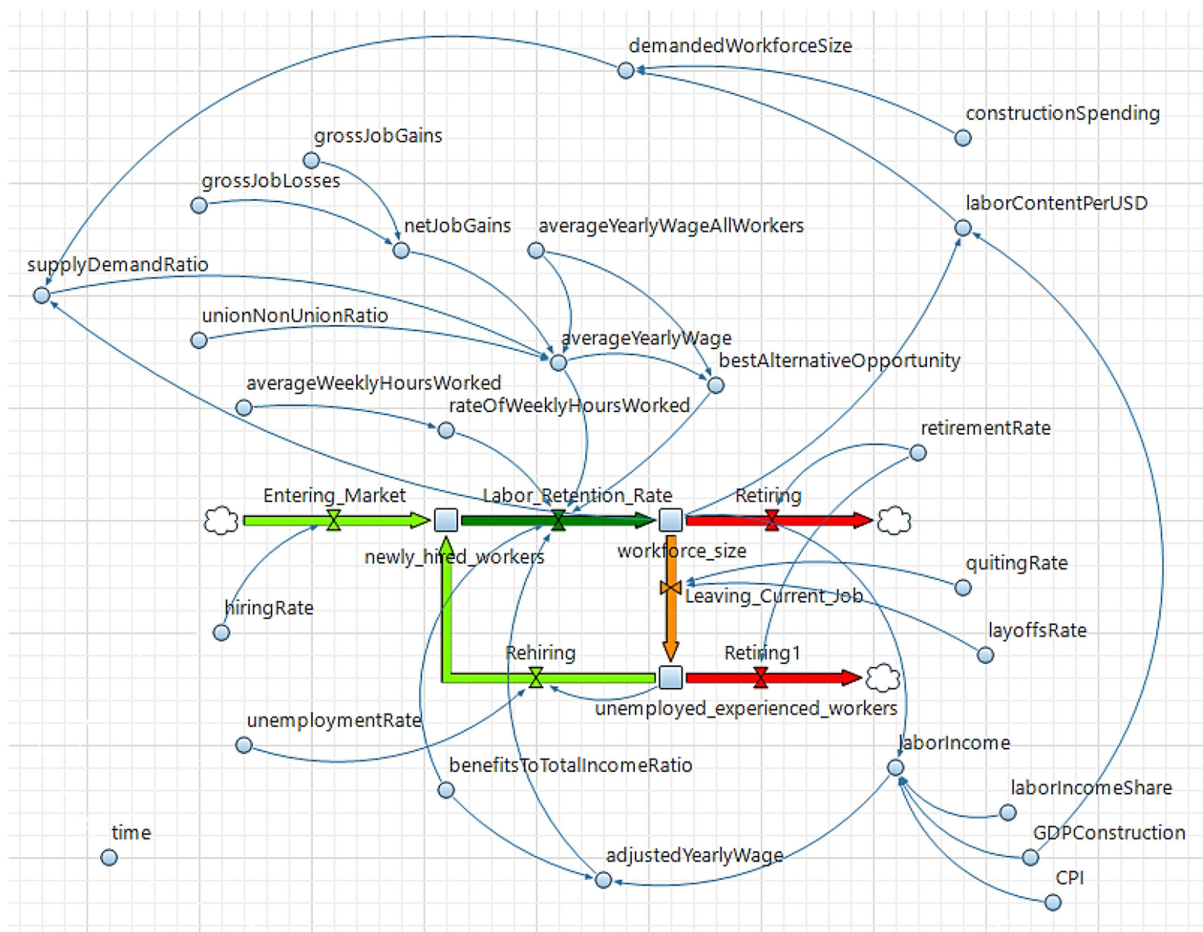 demandedWorkforceSize
constructionSpending
grossJobGains
grossJobLosses
laborContentPerUSD
netJobGains
averageYearlyWageAllWorkers
supplyDemandRatio
unionNonUnionRatio
averageYearlyWage
bestAlternativeOpportunity
averageWeeklyHoursWorked
rateOfWeeklyHoursWorked
retirementRate
Entering_Market
Labor_Retention_Rate
Retiring
newly_hired_workers
workforce_size
quitingRate
Leaving_Current_Job
hiringRate
layoffsRate
Rehiring
Retiring1
unemployed_experienced_workers
unemploymentRate
laborIncome
benefitsToTotalIncomeRatio
laborIncomeShare
time
GDPConstruction
adjustedYearlyWage
CPI